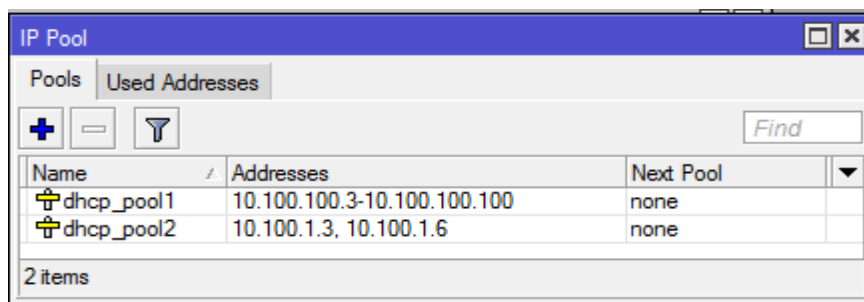 IP Pool
Pools Used Addresses
Find
Name Addresses Next Pool
dhcp_pool1 10.100.100.3-10.100.100.100 none
dhcp_pool2 10.100.1.3, 10.100.1.6 none
2 items